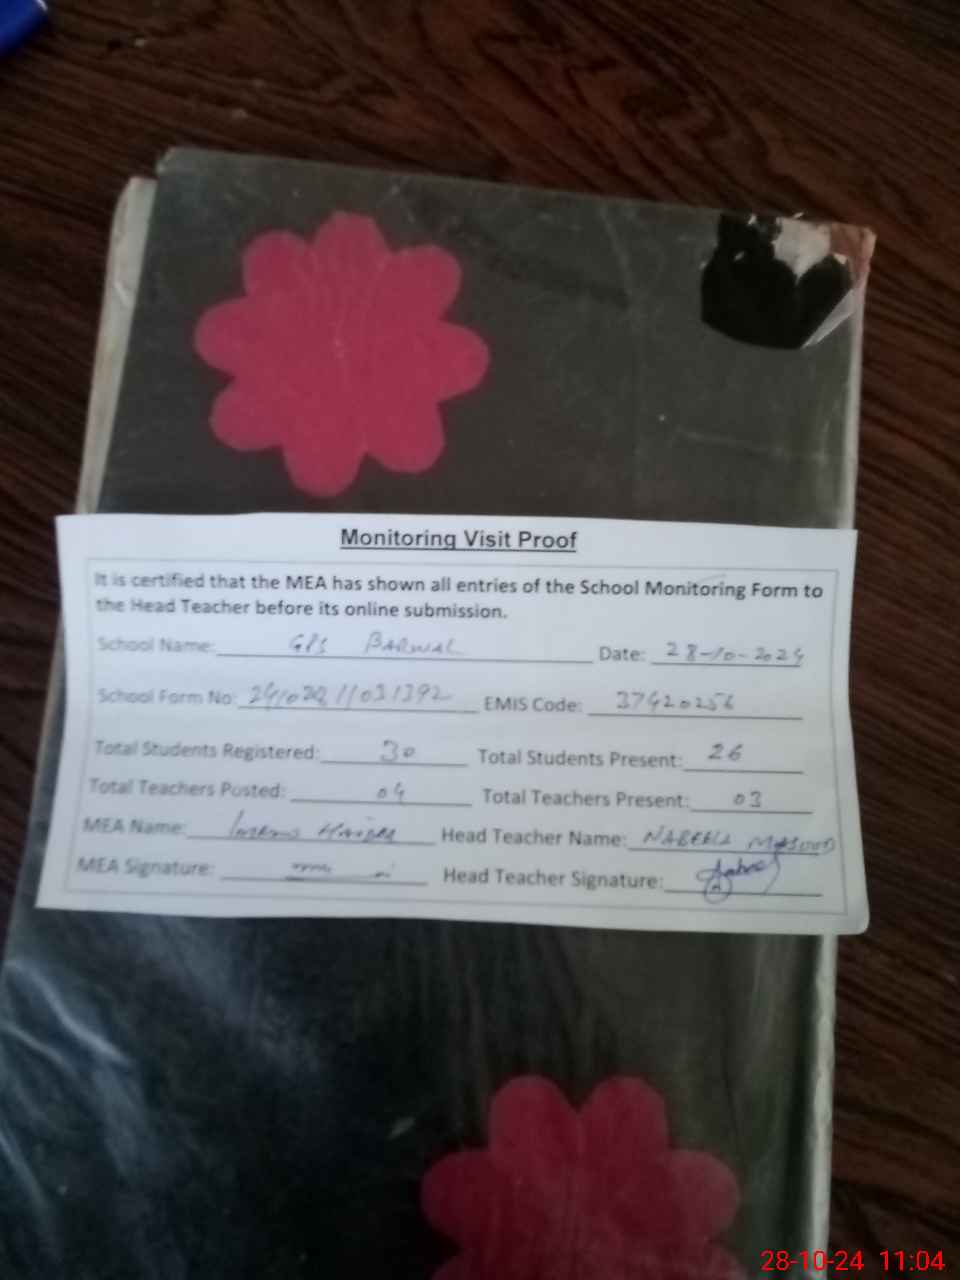 Monitoring Visit Proof
It is certified that the MEA has shown all entries of the School Monitoring Form to
the Head Teacher before its online submission.
School Name: GPS BARWAL Date: 28-10-2024
School Form No: EMIS Code: 37420256
Total Students Registered: 30 Total Students Present: 26
Total Teachers Posted: 04 Total Teachers Present: 03
MEA Name: Head Teacher Name: NABEELA MASOOD
MEA Signature: Head Teacher Signature:
28-10-24 11:04